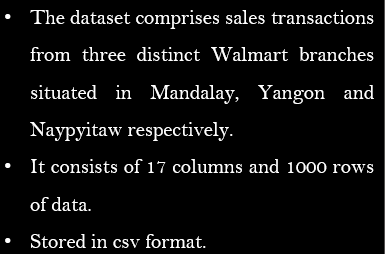 • The dataset comprises sales transactions
from three distinct Walmart branches
situated in Mandalay, Yangon and
Naypyitaw respectively.
• It consists of 17 columns and 1000 rows
of data.
• Stored in csv format.